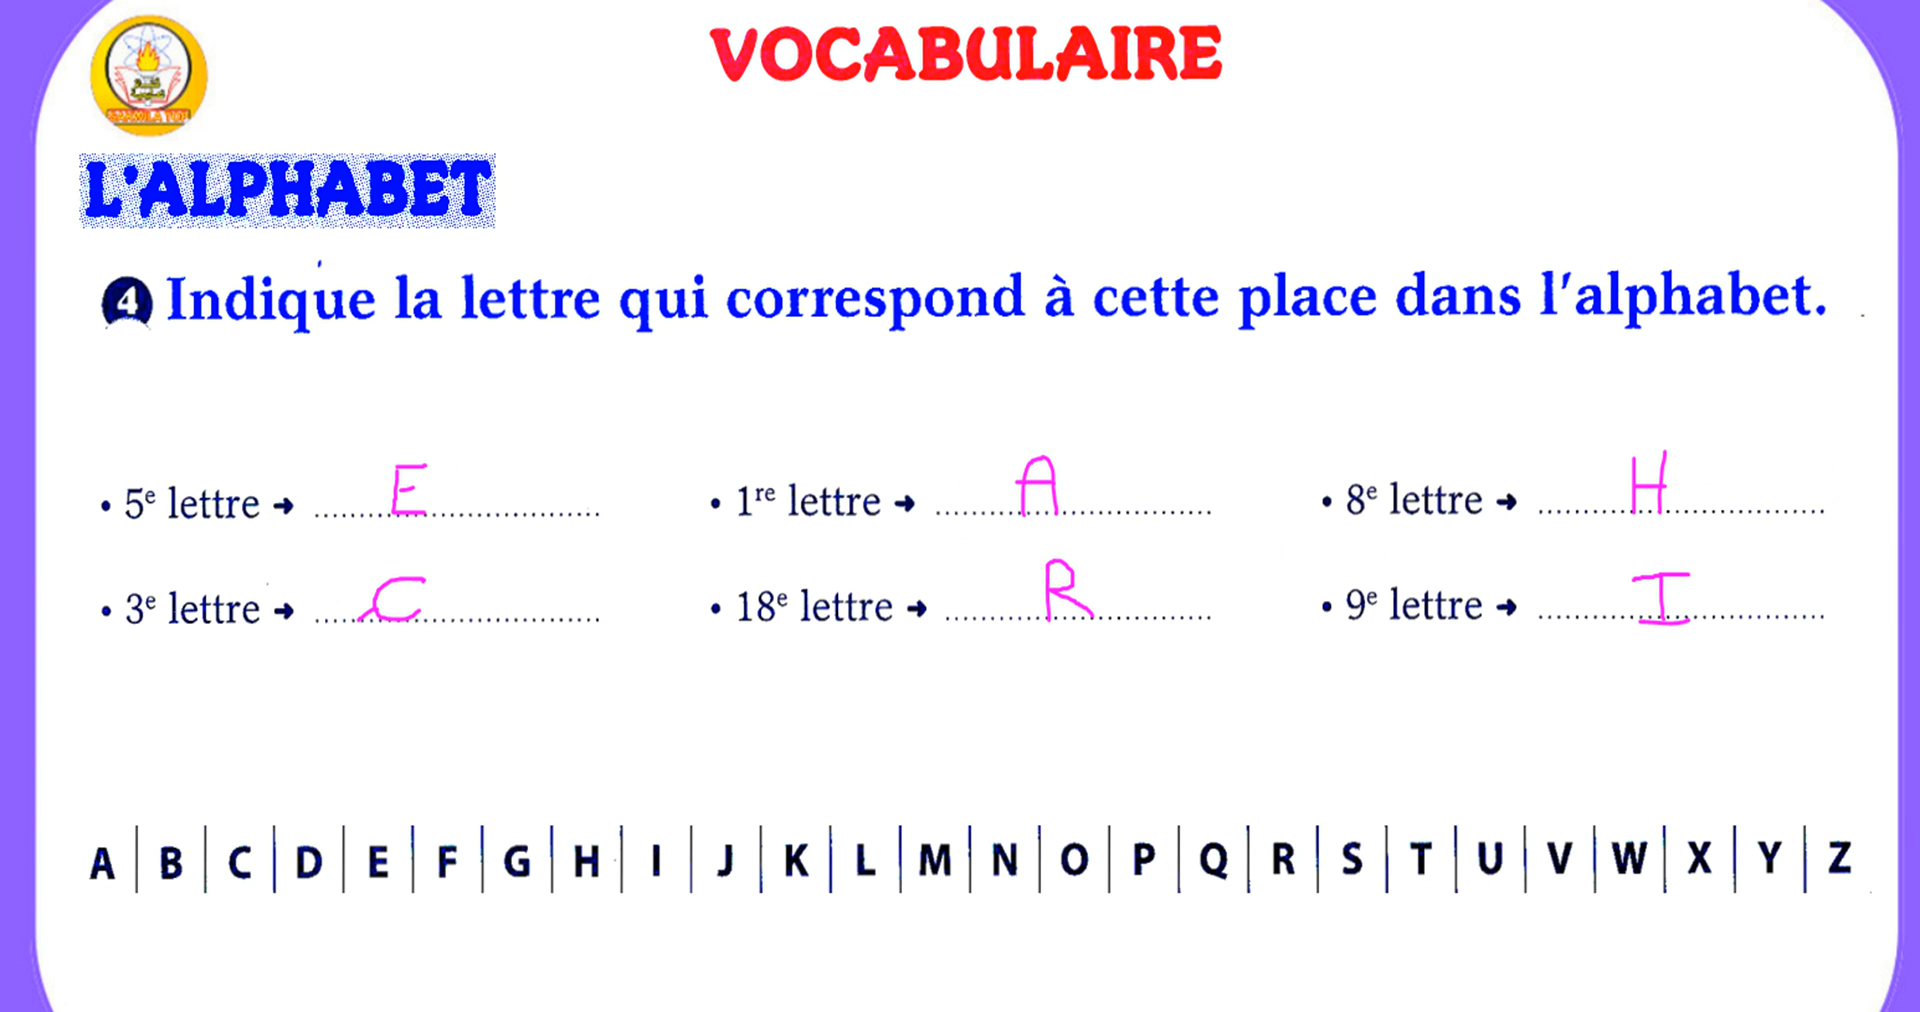 VOCABULAIRE
L'ALPHABET
4 Indique la lettre qui correspond à cette place dans l'alphabet.
• 5e lettre → E • 1re lettre → A • 8e lettre → H
• 3e lettre → C • 18e lettre → R • 9e lettre → I
A B C D E F G H I J K L M N O P Q R S T U V W X Y Z